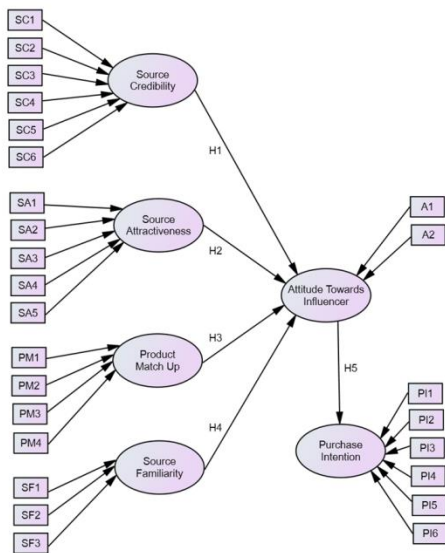 SC1
SC2
SC3
SC4
SC5
SC6
Source
Credibility
H1
SA1
SA2
SA3
SA4
SA5
Source
Attractiveness
H2
A1
A2
Attitude Towards
Influencer
PM1
PM2
PM3
PM4
Product
Match Up
H3
H4
H5
SF1
SF2
SF3
Source
Familiarity
Purchase
Intention
PI1
PI2
PI3
PI4
PI5
PI6